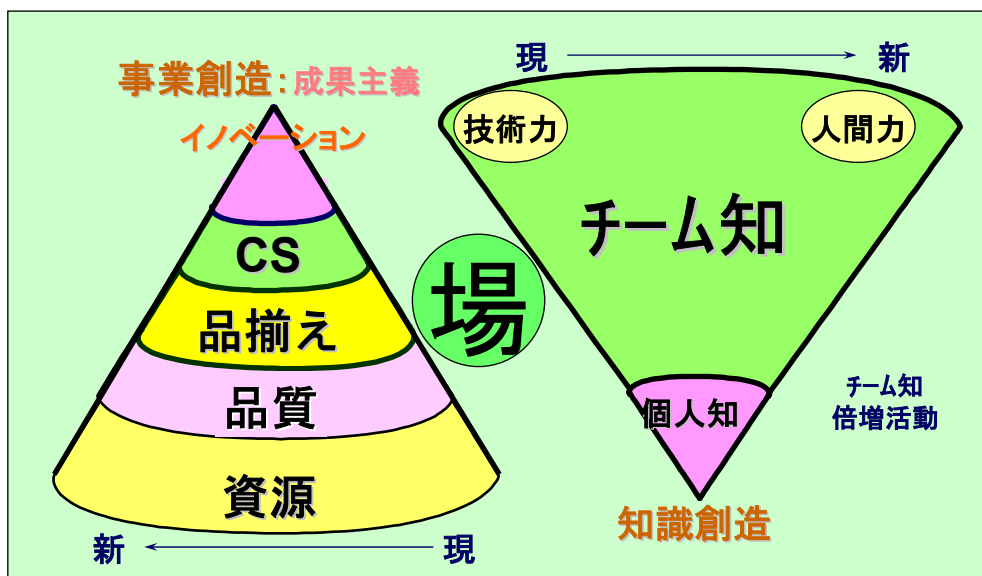 事業創造:成果主義
イノベーション
CS
品揃え
品質
資源
新
現
場
現
新
技術力
人間力
チーム知
個人知
チーム知
倍増活動
知識創造